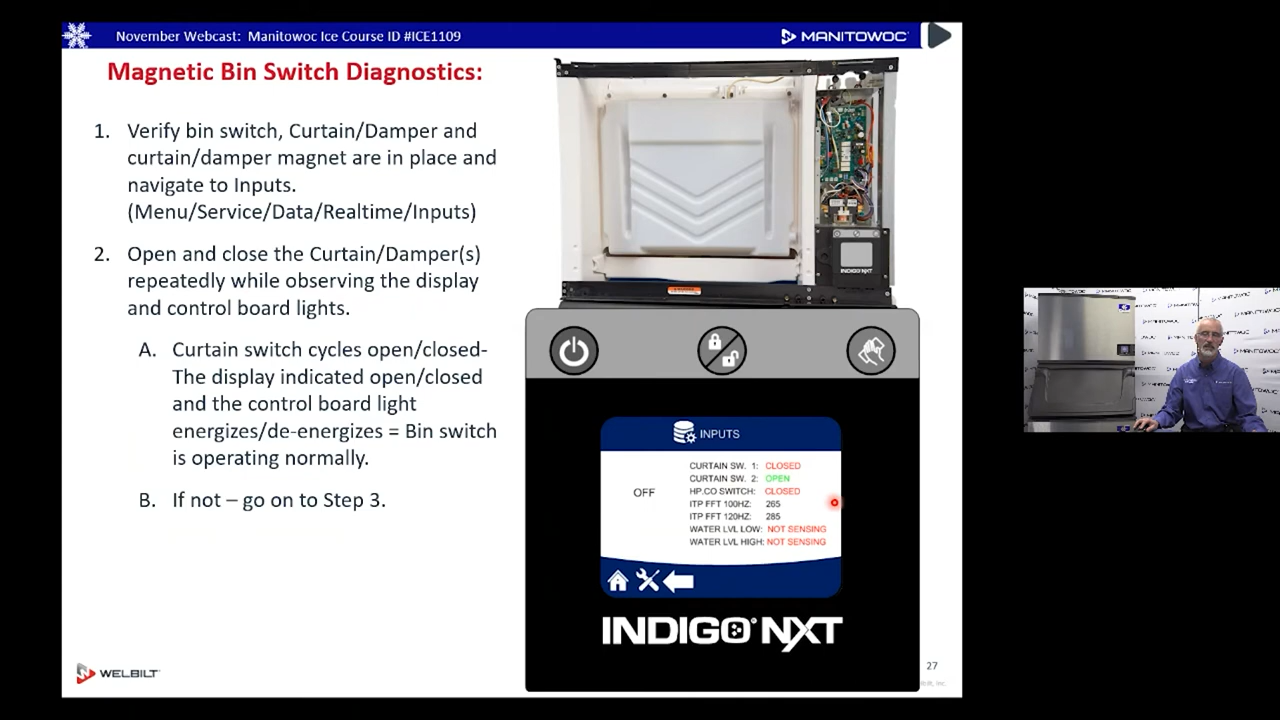 November Webcast: Manitowoc Ice Course ID #ICE1109
MANITOWOC
Magnetic Bin Switch Diagnostics:
1. Verify bin switch, Curtain/Damper and
curtain/damper magnet are in place and
navigate to Inputs.
(Menu/Service/Data/Realtime/Inputs)
2. Open and close the Curtain/Damper(s)
repeatedly while observing the display
and control board lights.
A. Curtain switch cycles open/closed-
The display indicated open/closed
and the control board light
energizes/de-energizes = Bin switch
is operating normally.
B. If not – go on to Step 3.
INDIGO NXT
INPUTS
OFF
CURTAIN SW. 1: CLOSED
CURTAIN SW. 2: OPEN
HP.CO SWITCH: CLOSED
ITP FFT 100HZ: 265
ITP FFT 120HZ: 285
WATER LVL LOW: NOT SENSING
WATER LVL HIGH: NOT SENSING
INDIGO NXT
WELBILT
27
MANITOWOC